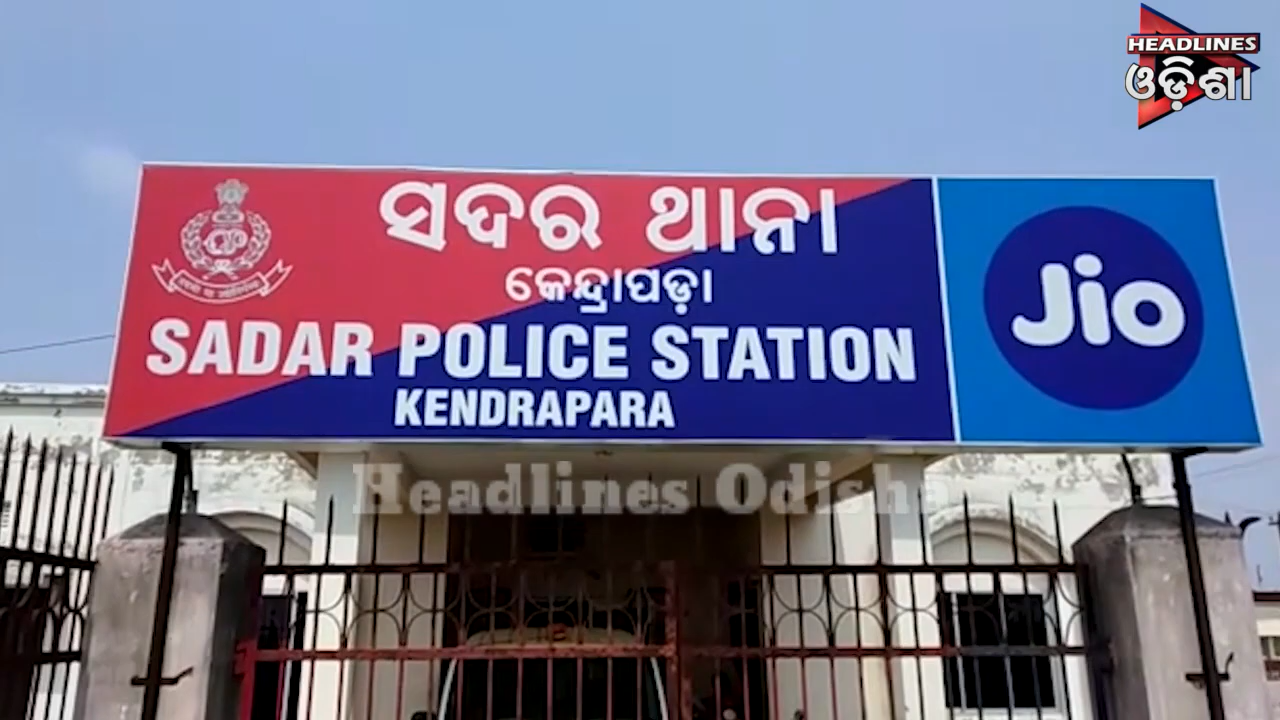 HEADLINES
ଓଡ଼ିଶା
ସଦର ଥାନା
କେନ୍ଦ୍ରାପଡ଼ା
SADAR POLICE STATION
KENDRAPARA
Jio
Headlines Odisha